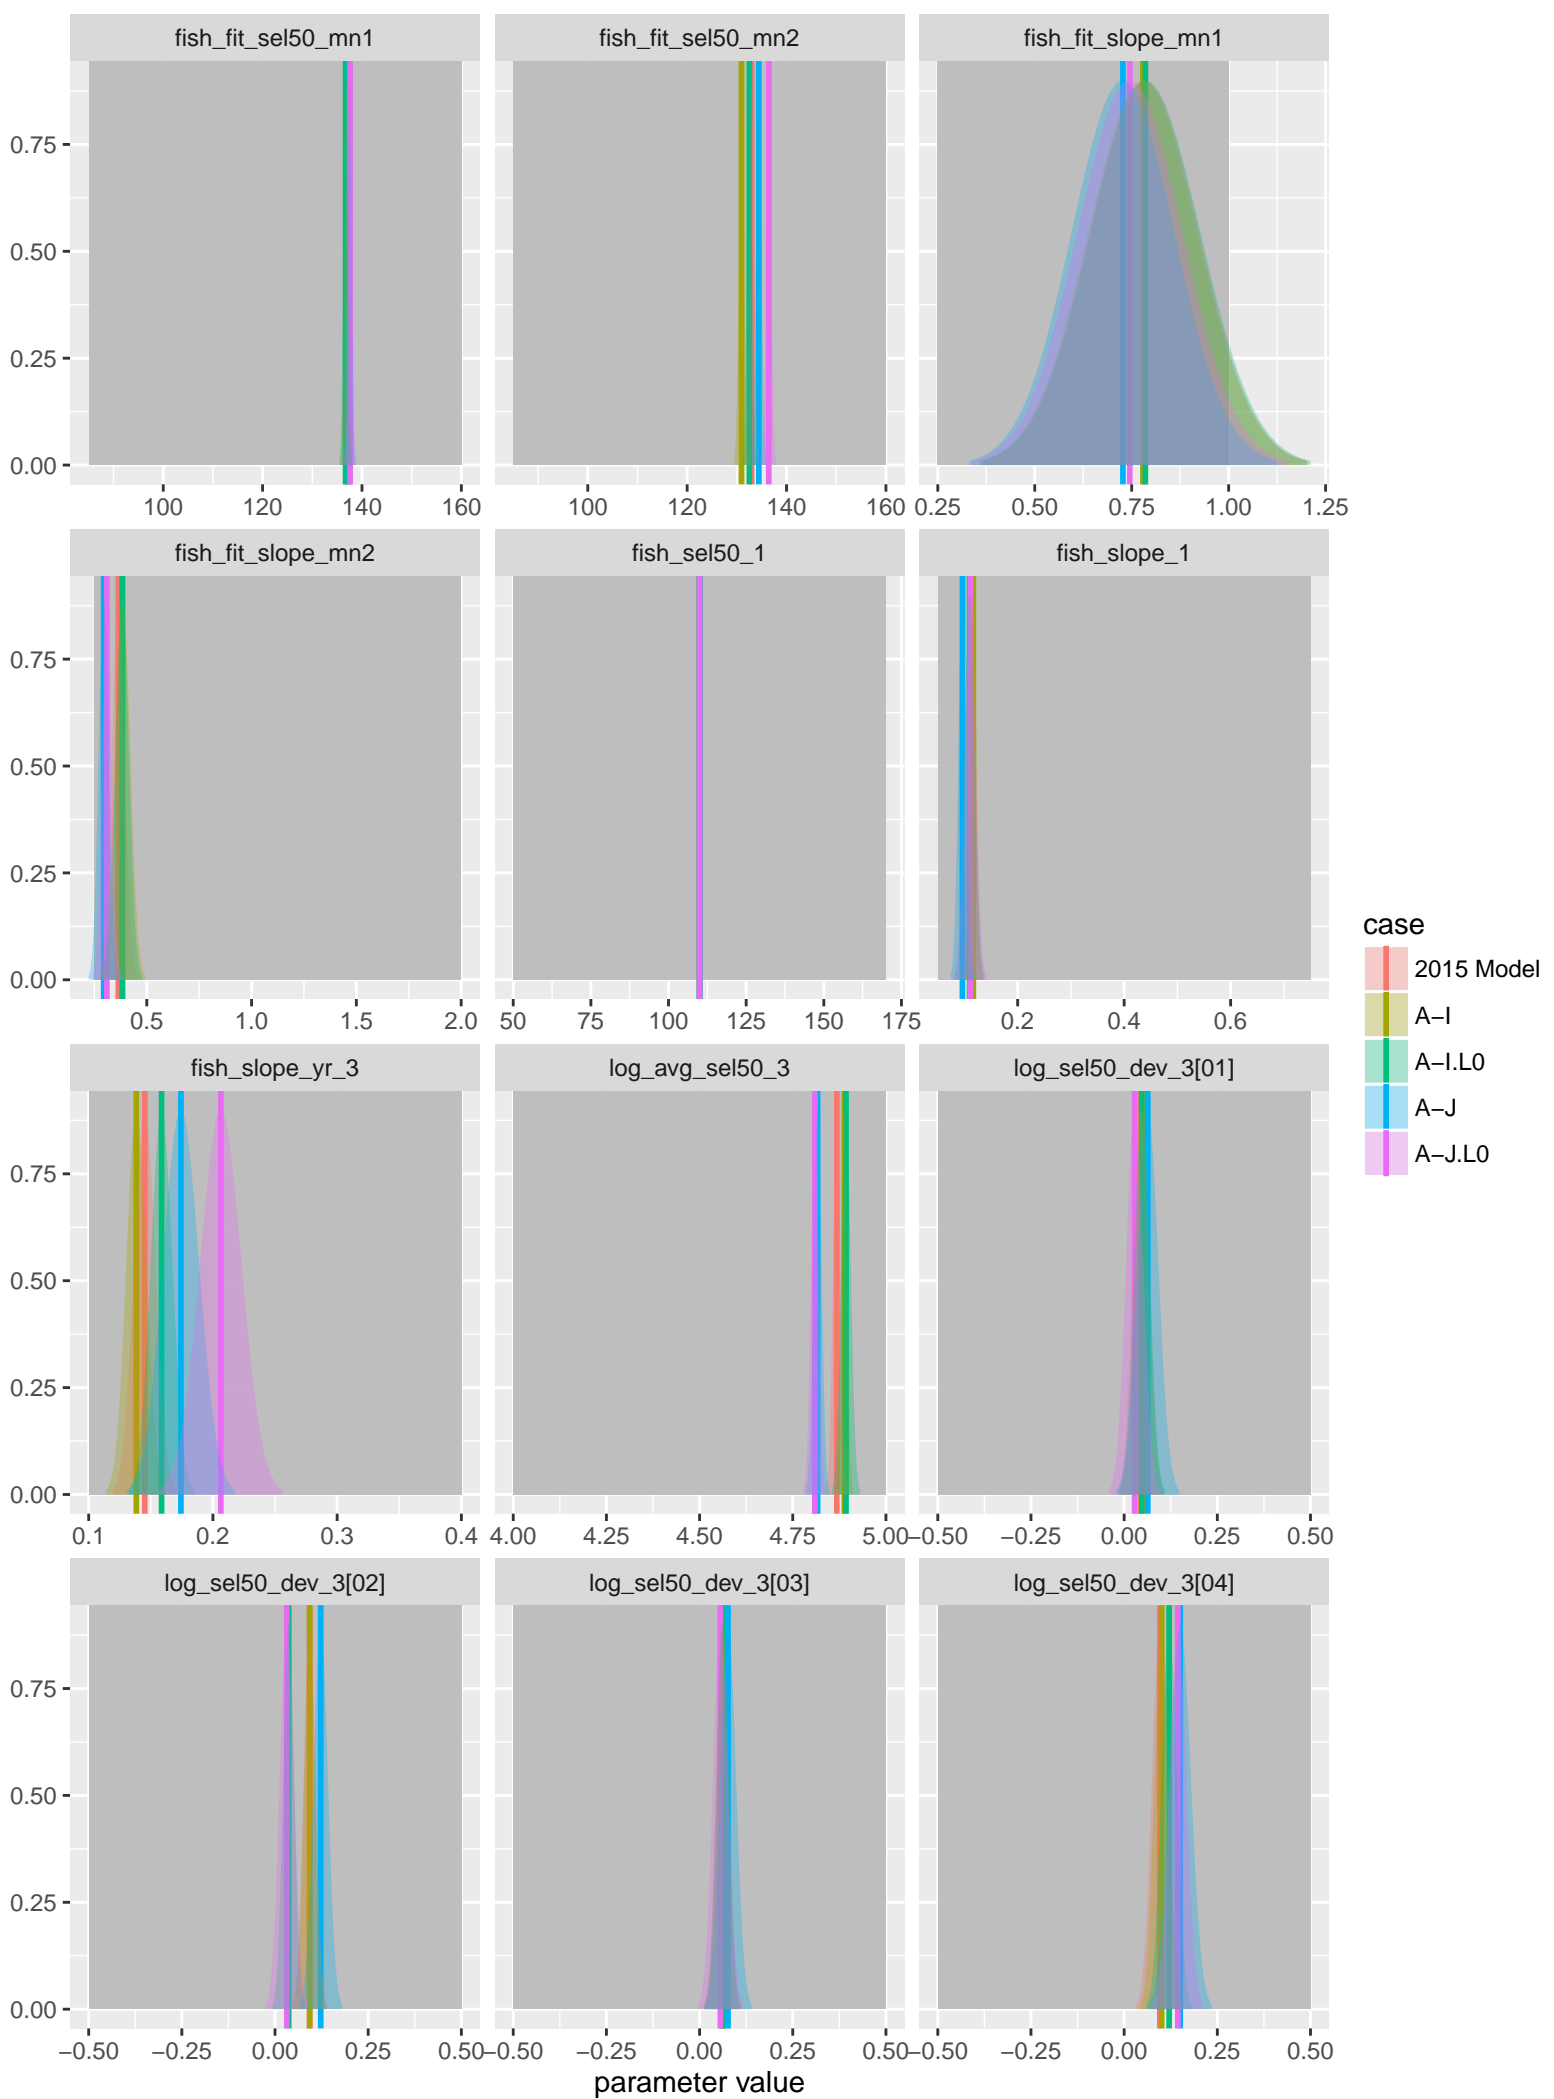 fish_fit_sel50_mn1 fish_fit_sel50_mn2 fish_fit_slope_mn1
0.75
0.50
0.25
0.00
100 120 140 160 100 120 140 160 0.25 0.50 0.75 1.00 1.25
fish_fit_slope_mn2 fish_sel50_1 fish_slope_1
0.75
0.50
0.25
0.00
0.5 1.0 1.5 2.0 50 75 100 125 150 175 0.2 0.4 0.6
fish_slope_yr_3 log_avg_sel50_3 log_sel50_dev_3[01]
0.75
0.50
0.25
0.00
0.1 0.2 0.3 0.4 4.00 4.25 4.50 4.75 5.00 −0.50 −0.25 0.00 0.25 0.50
log_sel50_dev_3[02] log_sel50_dev_3[03] log_sel50_dev_3[04]
0.75
0.50
0.25
0.00
−0.50 −0.25 0.00 0.25 0.50 −0.50 −0.25 0.00 0.25 0.50 −0.50 −0.25 0.00 0.25 0.50
parameter value
case
2015 Model
A−I
A−I.L0
A−J
A−J.L0